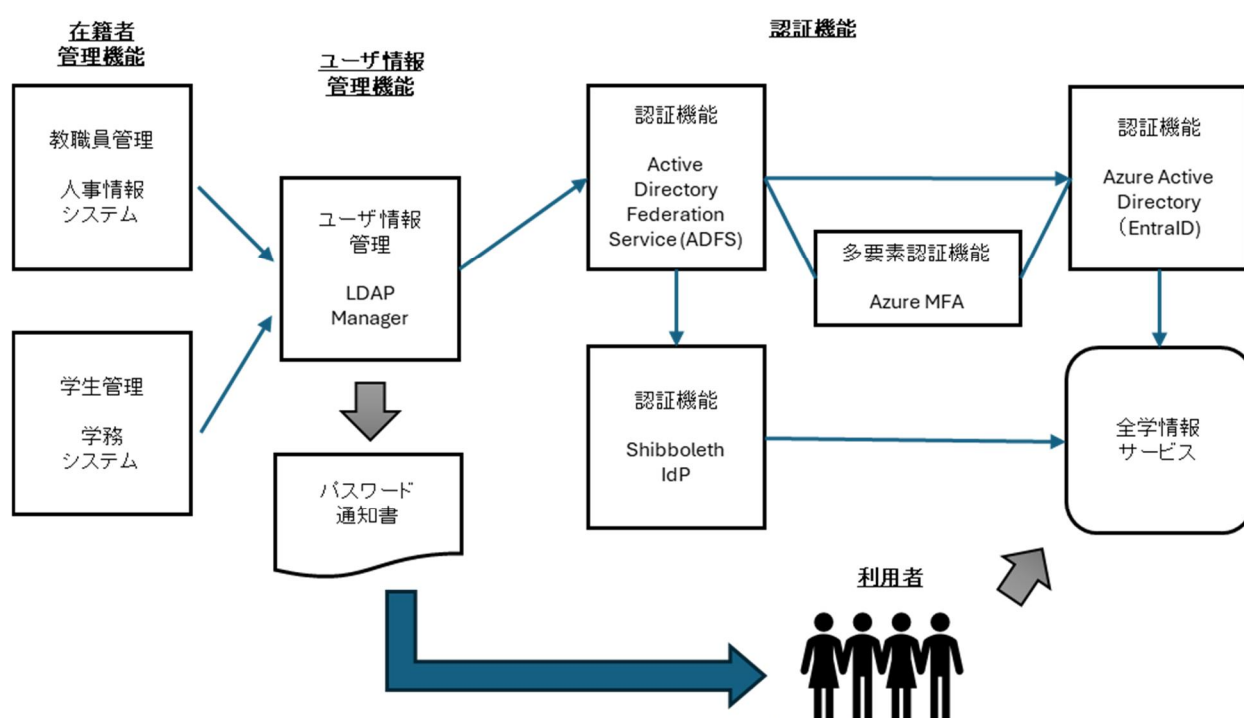 在籍者
管理機能
ユーザ情報
管理機能
認証機能
教職員管理
人事情報
システム
学生管理
学務
システム
ユーザ情報
管理
LDAP
Manager
パスワード
通知書
認証機能
Active
Directory
Federation
Service(ADFS)
多要素認証機能
Azure MFA
認証機能
Azure Active
Directory
（EntraID)
認証機能
Shibboleth
IdP
全学情報
サービス
利用者